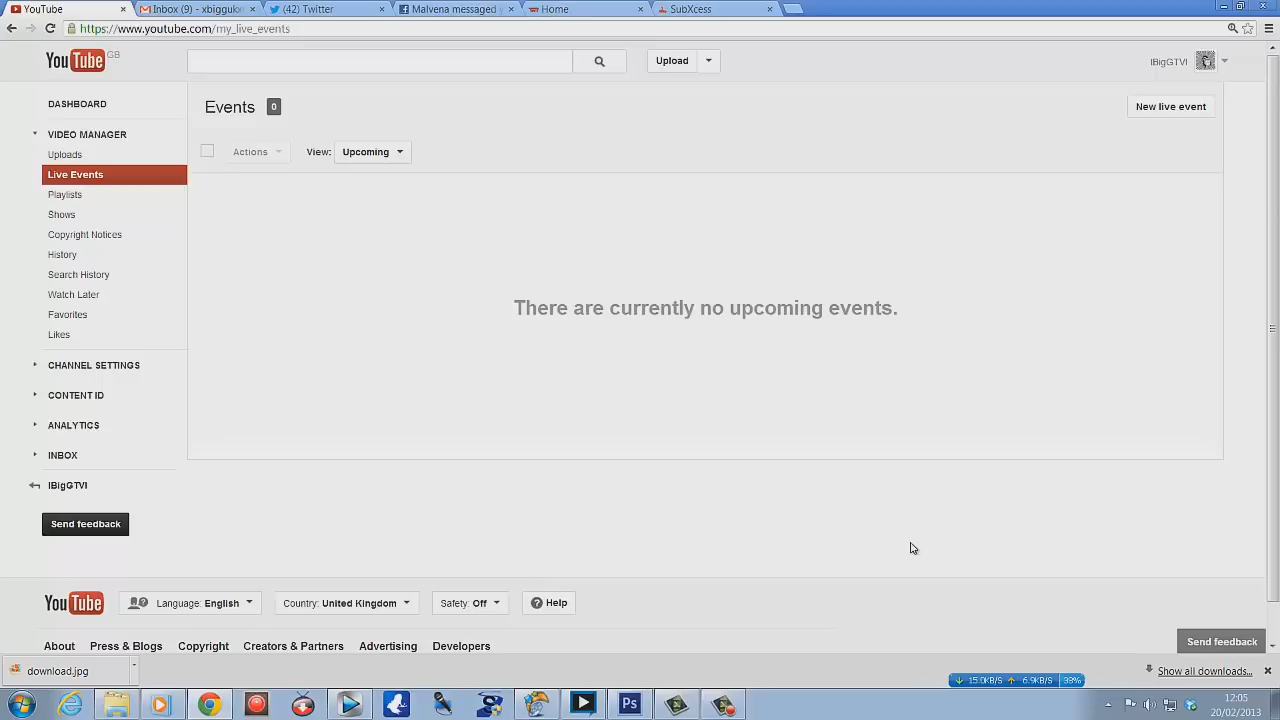 YouTube
Inbox (9) - xbigguk
(42) Twitter
Malvena messaged y
Home
SubXcess
https://www.youtube.com/my_live_events
YouTube GB
Upload
IBigGTVI
DASHBOARD
Events 0
New live event
VIDEO MANAGER
Uploads
Actions
View: Upcoming
Live Events
Playlists
Shows
Copyright Notices
History
Search History
Watch Later
Favorites
Likes
There are currently no upcoming events.
CHANNEL SETTINGS
CONTENT ID
ANALYTICS
INBOX
IBigGTVI
Send feedback
YouTube
Language: English
Country: United Kingdom
Safety: Off
Help
About
Press & Blogs
Copyright
Creators & Partners
Advertising
Developers
Send feedback
download.jpg
Show all downloads...
15.0KB/S
6.9KB/S
38%
Ps
12:05
20/02/2013